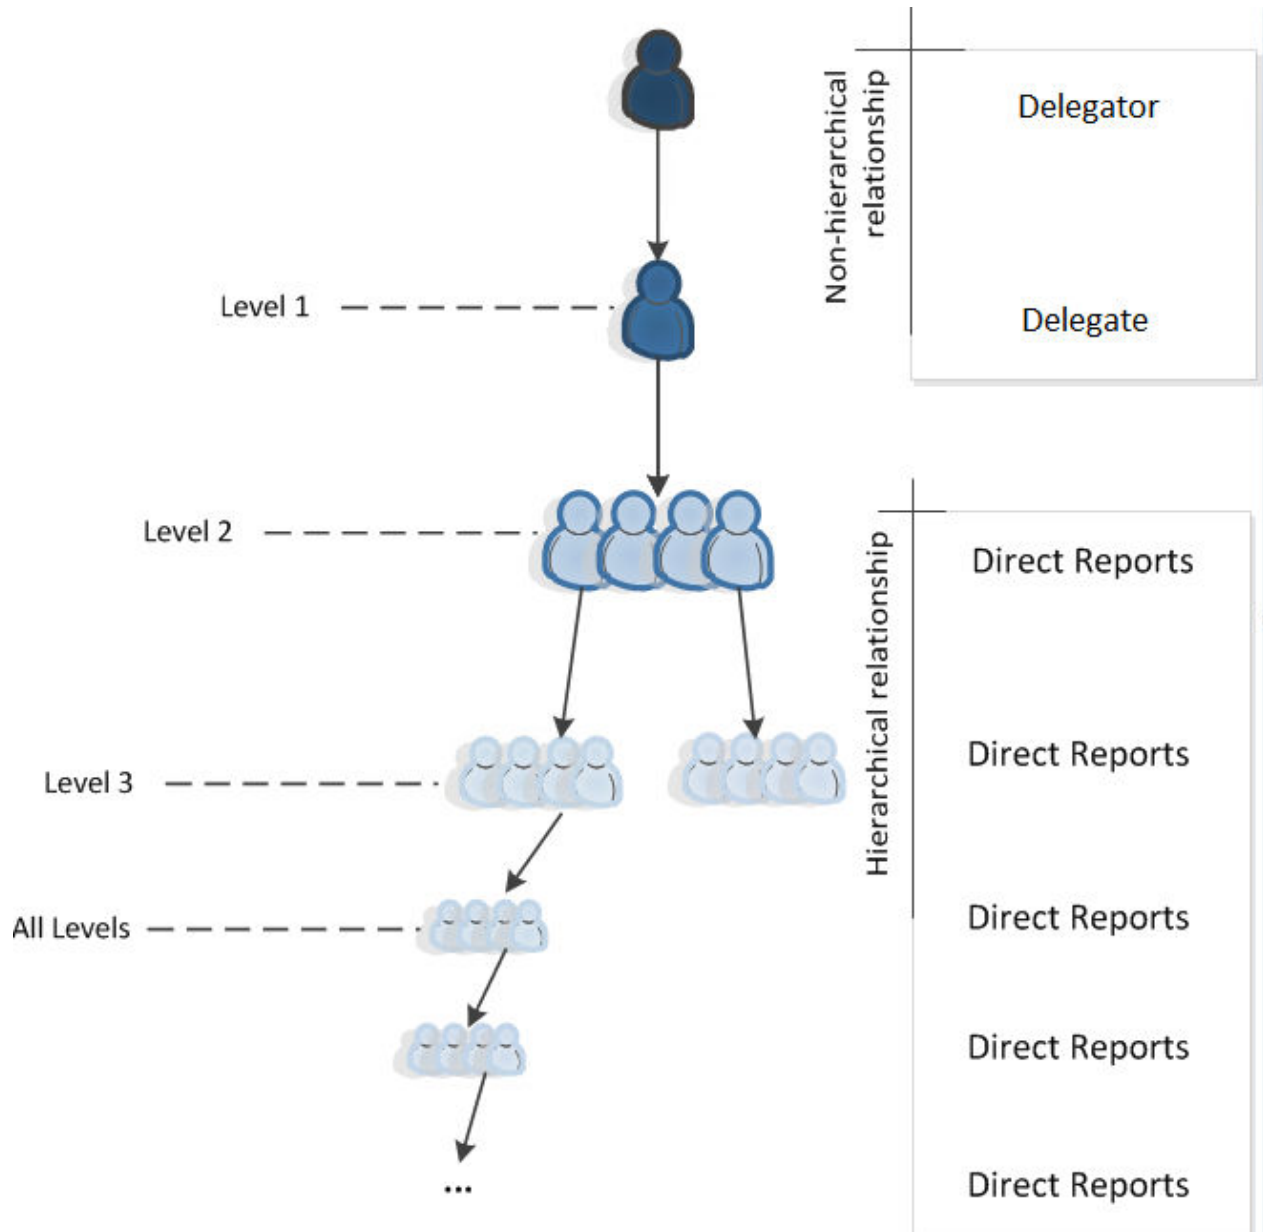 Non-hierarchical
relationship
Delegator
Level 1
Delegate
Level 2
Hierarchical relationship
Direct Reports
Level 3
Direct Reports
All Levels
Direct Reports
Direct Reports
...
Direct Reports